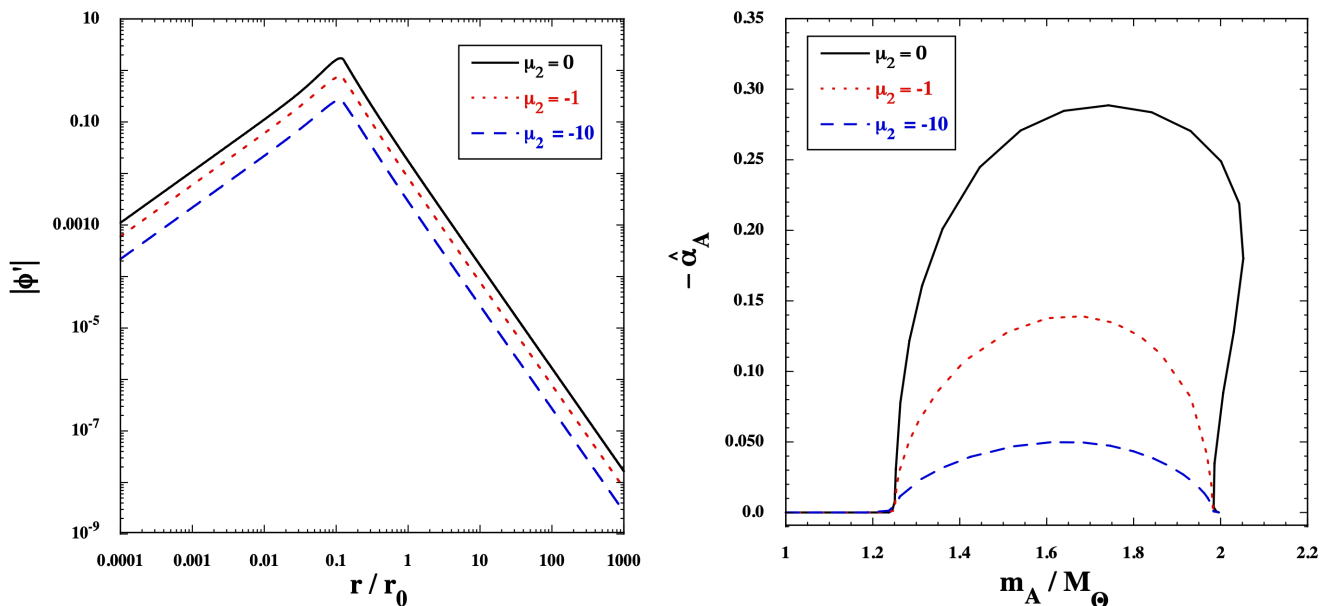 10
0.10
0.0010
10⁻⁵
10⁻⁷
10⁻⁹
|ϕ'|
0.0001 0.001 0.01 0.1 1 10 100 1000
r / r₀
μ₂ = 0
μ₂ = -1
μ₂ = -10
0.35
0.30
0.25
0.20
0.15
0.10
0.050
0.0
- α̂_A
1 1.2 1.4 1.6 1.8 2 2.2
m_A / M_Θ
μ₂ = 0
μ₂ = -1
μ₂ = -10